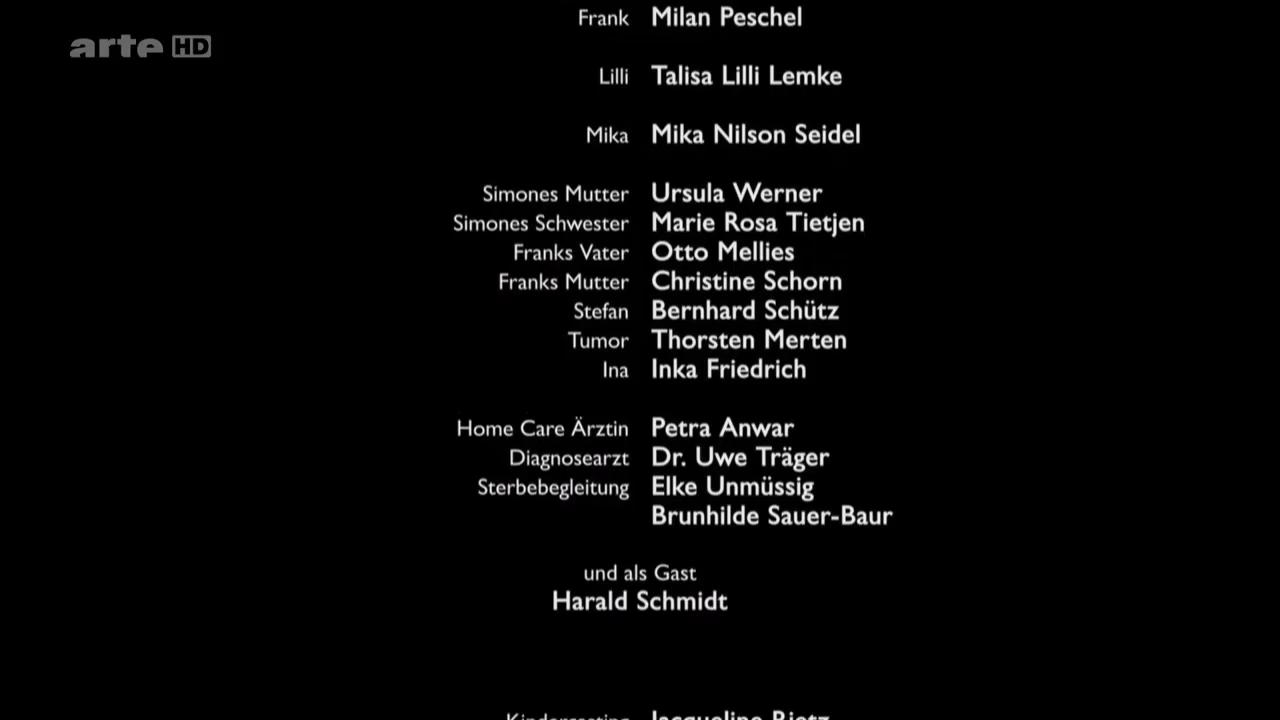 arte HD
Frank Milan Peschel
Lilli Talisa Lilli Lemke
Mika Mika Nilson Seidel
Simones Mutter Ursula Werner
Simones Schwester Marie Rosa Tietjen
Franks Vater Otto Mellies
Franks Mutter Christine Schorn
Stefan Bernhard Schütz
Tumor Thorsten Merten
Ina Inka Friedrich
Home Care Ärztin Petra Anwar
Diagnosearzt Dr. Uwe Träger
Sterbebegleitung Elke Unmüssig
Brunhilde Sauer-Baur
und als Gast
Harald Schmidt